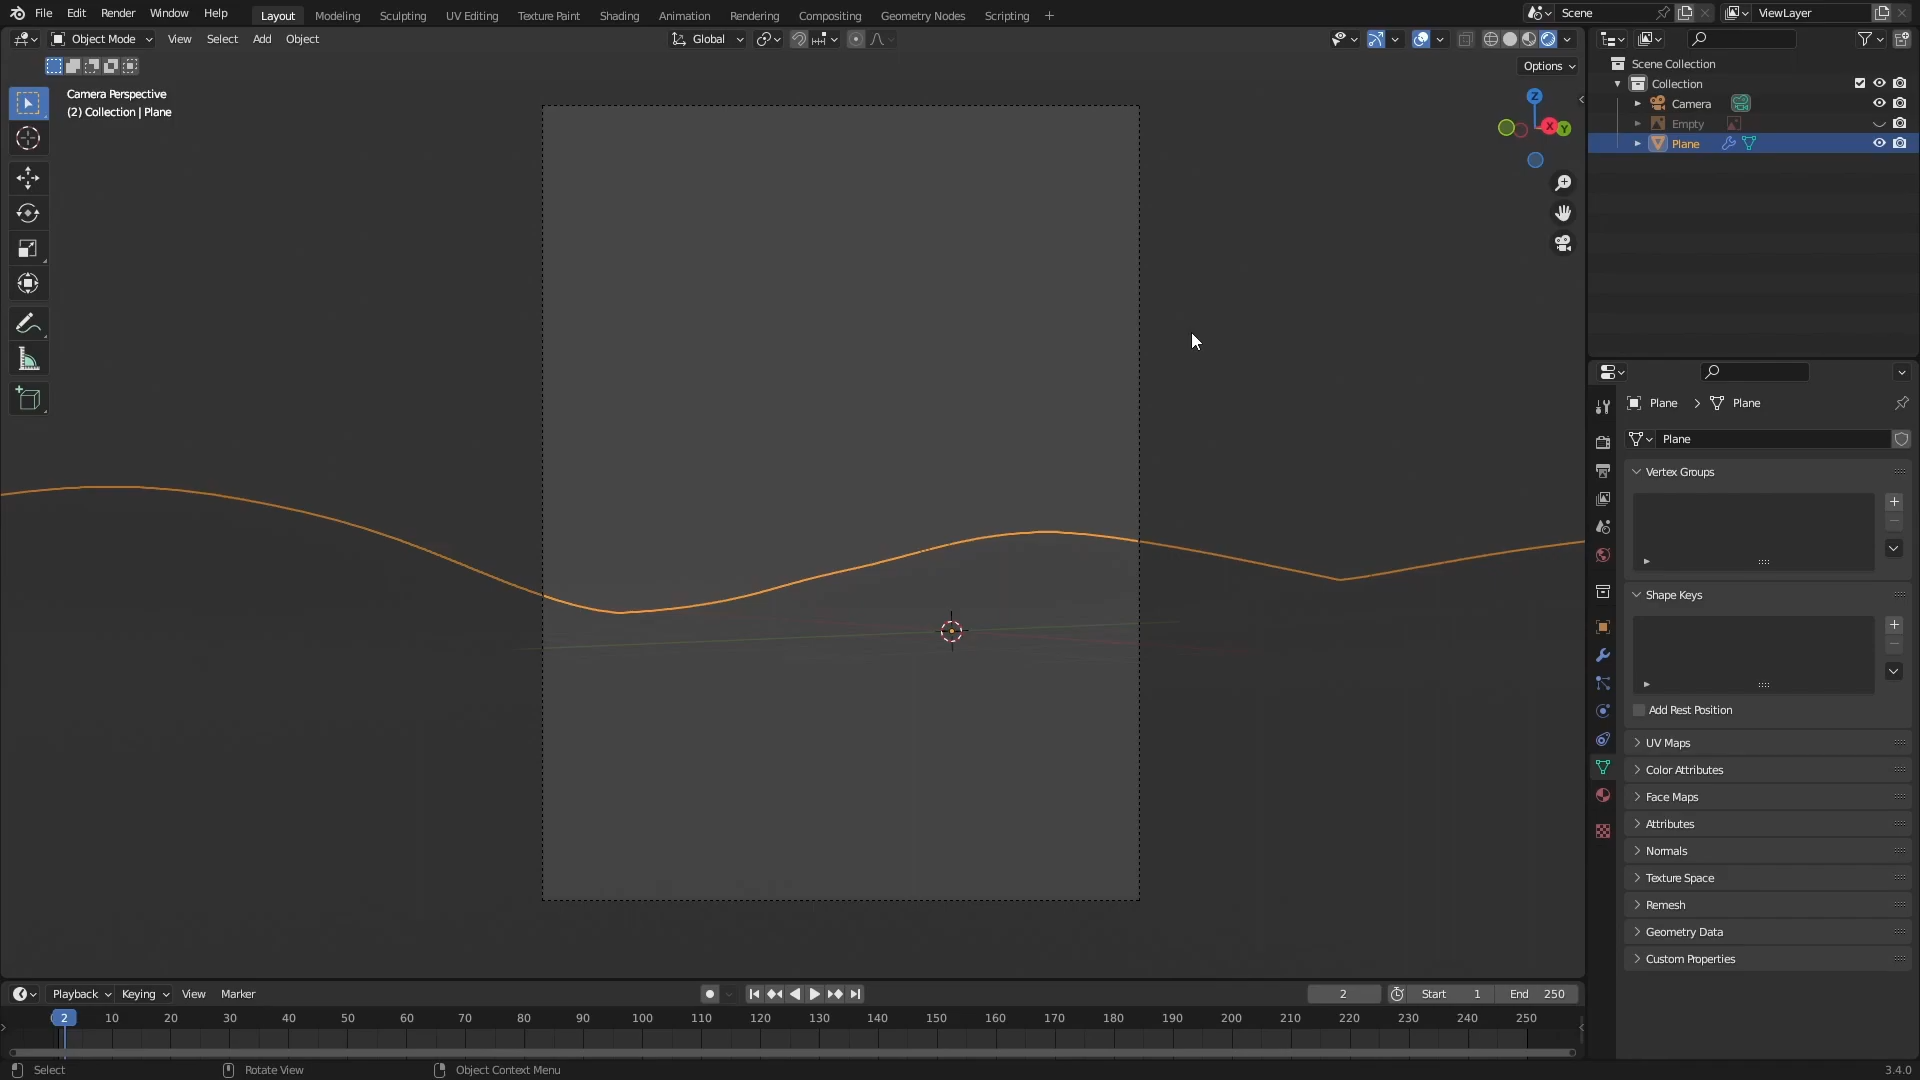 File Edit Render Window Help Layout Modeling Sculpting UV Editing Texture Paint Shading Animation Rendering Compositing Geometry Nodes Scripting + Scene ViewLayer
Object Mode View Select Add Object Global
Options
Camera Perspective
(2) Collection | Plane
Z
X
Y
Scene Collection
Collection
Camera
Empty
Plane
Plane > Plane
Plane
Vertex Groups
Shape Keys
Add Rest Position
UV Maps
Color Attributes
Face Maps
Attributes
Normals
Texture Space
Remesh
Geometry Data
Custom Properties
Playback Keying View Marker 2 Start 1 End 250
2 10 20 30 40 50 60 70 80 90 100 110 120 130 140 150 160 170 180 190 200 210 220 230 240 250
Select Rotate View Object Context Menu 3.4.0